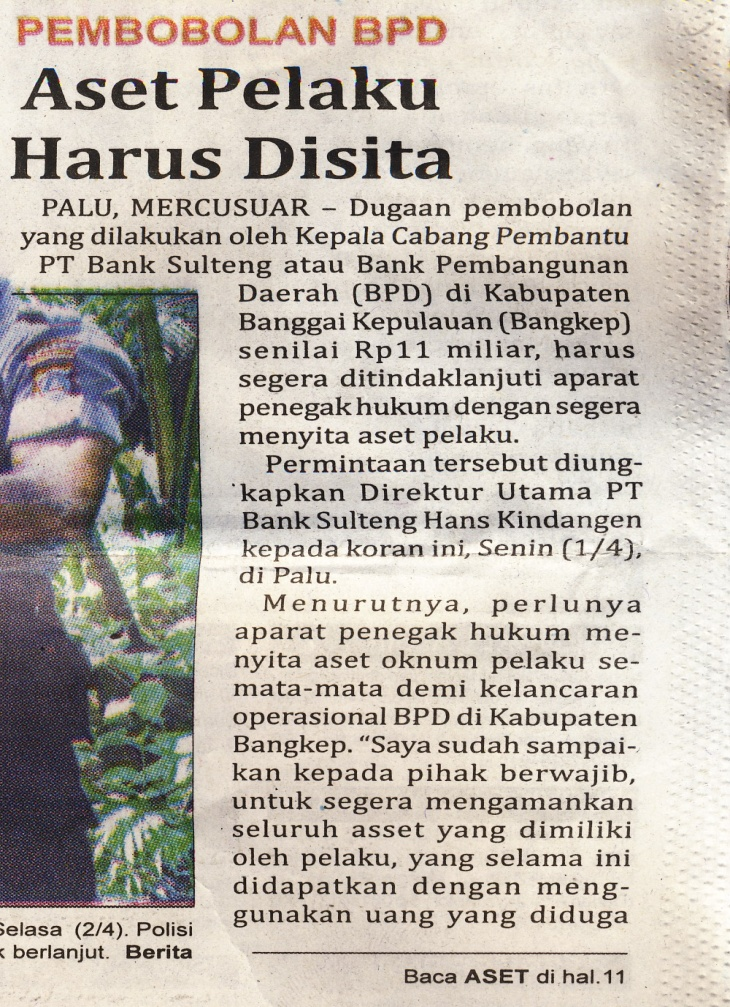 PEMBOBOLAN BPD
Aset Pelaku
Harus Disita
PALU, MERCUSUAR – Dugaan pembobolan
yang dilakukan oleh Kepala Cabang Pembantu
PT Bank Sulteng atau Bank Pembangunan
Daerah (BPD) di Kabupaten
Banggai Kepulauan (Bangkep)
senilai Rp11 miliar, harus
segera ditindaklanjuti aparat
penegak hukum dengan segera
menyita aset pelaku.
Permintaan tersebut diung-
kapkan Direktur Utama PT
Bank Sulteng Hans Kindangen
kepada koran ini, Senin (1/4),
di Palu.
Menurutnya, perlunya
aparat penegak hukum me-
nyita aset oknum pelaku se-
mata-mata demi kelancaran
operasional BPD di Kabupaten
Bangkep. “Saya sudah sampai-
kan kepada pihak berwajib,
untuk segera mengamankan
seluruh asset yang dimiliki
oleh pelaku, yang selama ini
didapatkan dengan meng-
gunakan uang yang diduga
Baca ASET di hal.11
Selasa (2/4). Polisi
k berlanjut. Berita